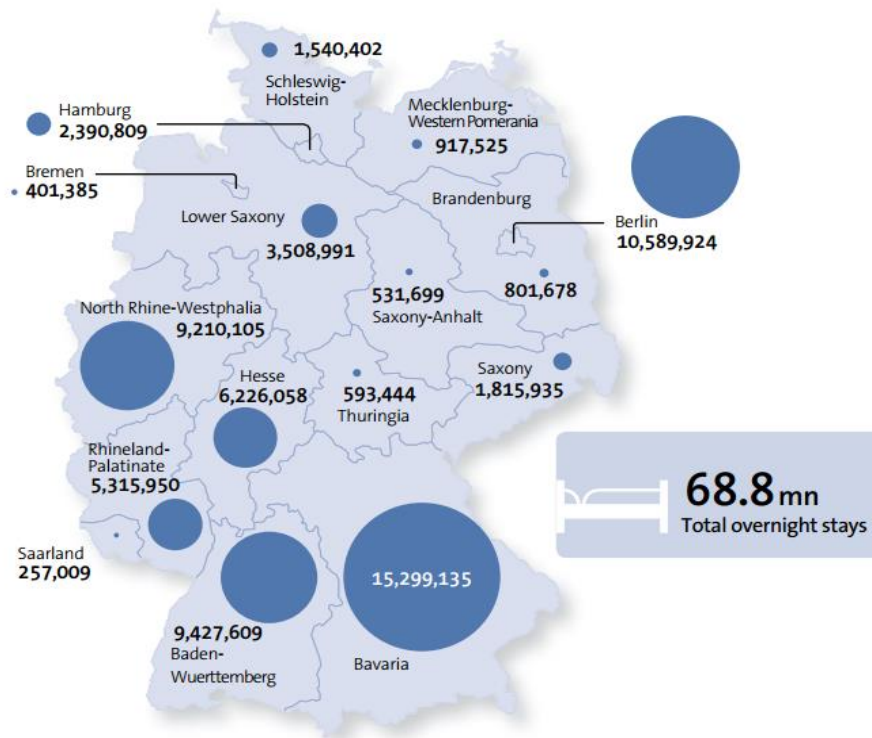 1,540,402
Schleswig-
Holstein
Hamburg
2,390,809
Mecklenburg-
Western Pomerania
917,525
Bremen
401,385
Lower Saxony
3,508,991
Brandenburg
801,678
Berlin
10,589,924
531,699
Saxony-Anhalt
North Rhine-Westphalia
9,210,105
Hesse
6,226,058
593,444
Thuringia
Saxony
1,815,935
Rhineland-
Palatinate
5,315,950
Saarland
257,009
9,427,609
Baden-
Wuerttemberg
15,299,135
Bavaria
68.8 mn
Total overnight stays